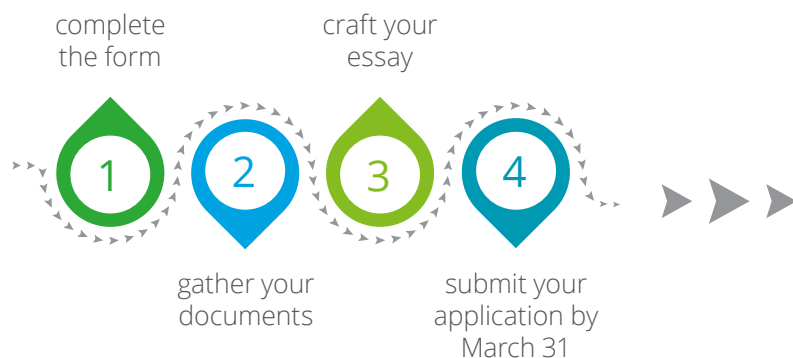 complete
the form
craft your
essay
1
2
3
4
gather your
documents
submit your
application by
March 31